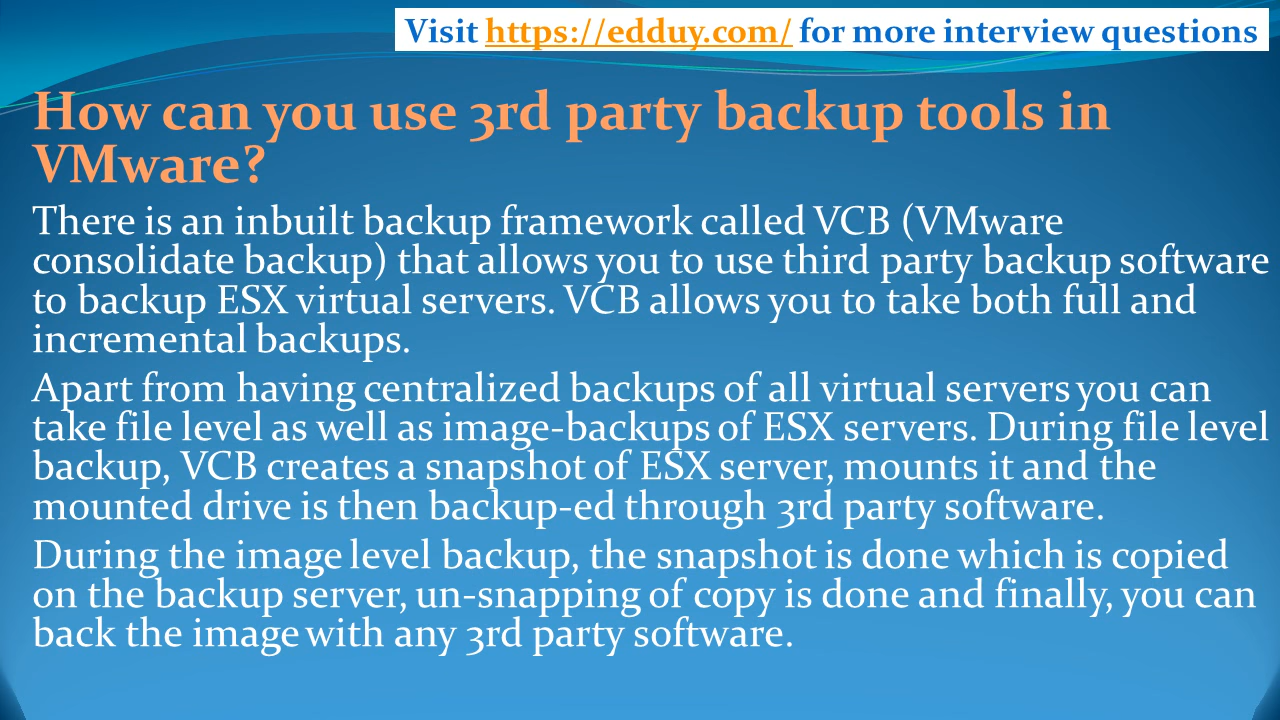 Visit https://edduy.com/ for more interview questions
How can you use 3rd party backup tools in
VMware?
There is an inbuilt backup framework called VCB (VMware
consolidate backup) that allows you to use third party backup software
to backup ESX virtual servers. VCB allows you to take both full and
incremental backups.
Apart from having centralized backups of all virtual servers you can
take file level as well as image-backups of ESX servers. During file level
backup, VCB creates a snapshot of ESX server, mounts it and the
mounted drive is then backup-ed through 3rd party software.
During the image level backup, the snapshot is done which is copied
on the backup server, un-snapping of copy is done and finally, you can
back the image with any 3rd party software.